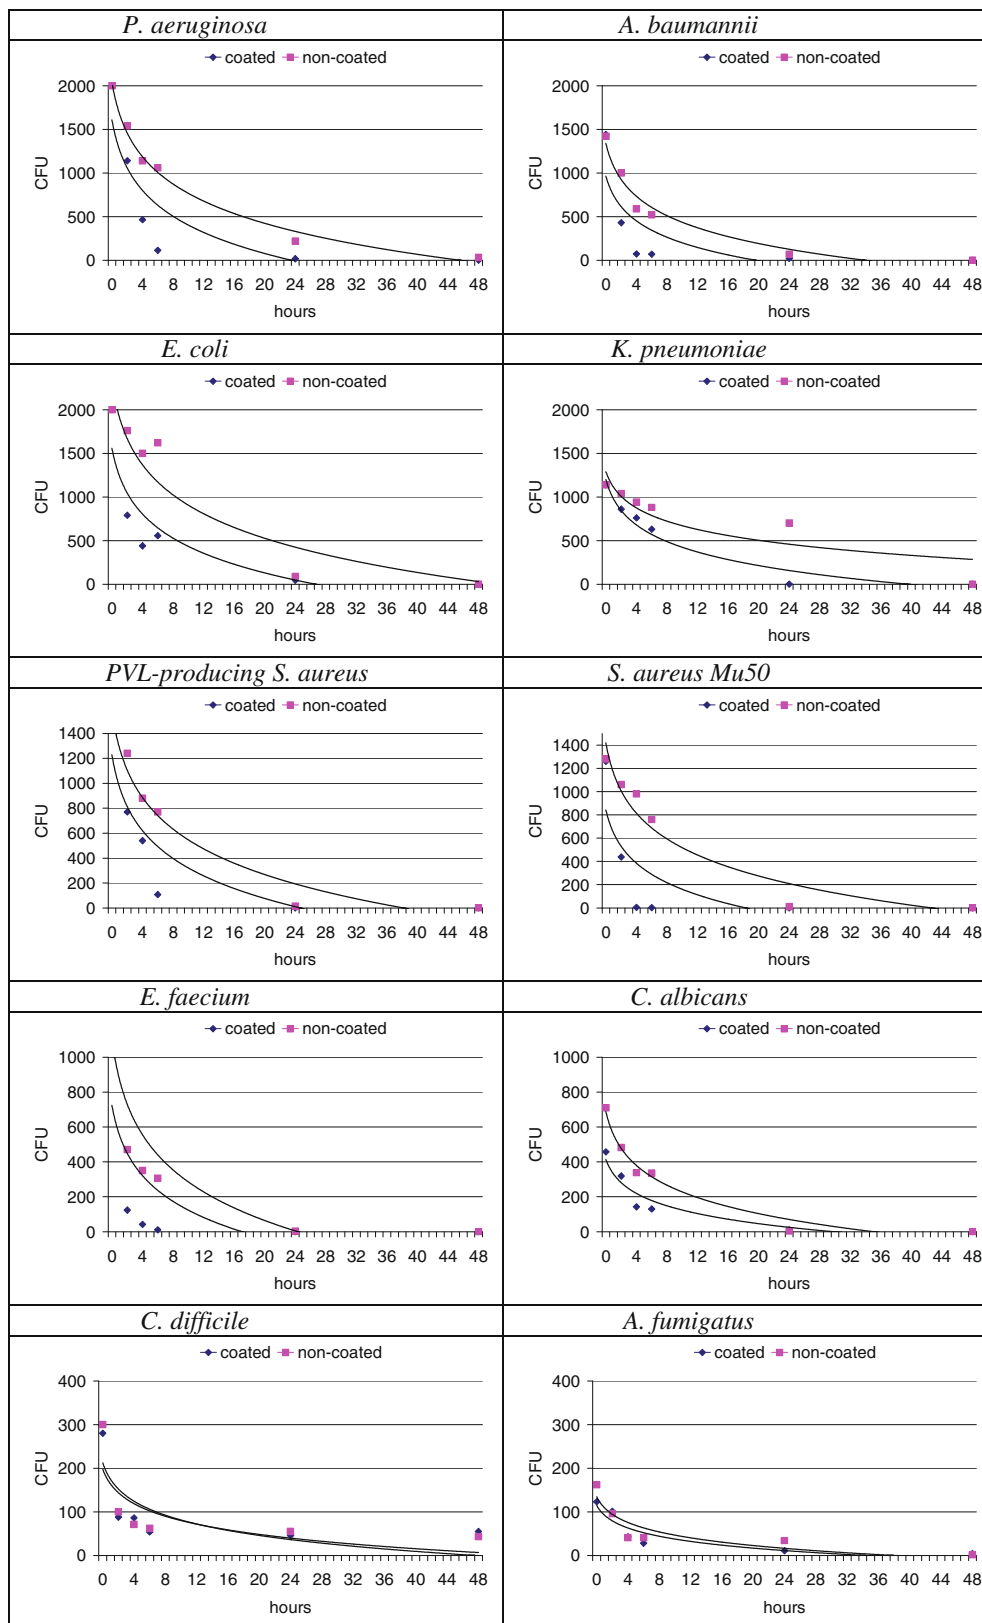 P. aeruginosa
coated non-coated
2000
1500
1000
500
0
CFU
0 4 8 12 16 20 24 28 32 36 40 44 48
hours
A. baumannii
coated non-coated
2000
1500
1000
500
0
CFU
0 4 8 12 16 20 24 28 32 36 40 44 48
hours
E. coli
coated non-coated
2000
1500
1000
500
0
CFU
0 4 8 12 16 20 24 28 32 36 40 44 48
hours
K. pneumoniae
coated non-coated
2000
1500
1000
500
0
CFU
0 4 8 12 16 20 24 28 32 36 40 44 48
hours
PVL-producing S. aureus
coated non-coated
1400
1200
1000
800
600
400
200
0
CFU
0 4 8 12 16 20 24 28 32 36 40 44 48
hours
S. aureus Mu50
coated non-coated
1400
1200
1000
800
600
400
200
0
CFU
0 4 8 12 16 20 24 28 32 36 40 44 48
hours
E. faecium
coated non-coated
1000
800
600
400
200
0
CFU
0 4 8 12 16 20 24 28 32 36 40 44 48
hours
C. albicans
coated non-coated
1000
800
600
400
200
0
CFU
0 4 8 12 16 20 24 28 32 36 40 44 48
hours
C. difficile
coated non-coated
400
300
200
100
0
CFU
0 4 8 12 16 20 24 28 32 36 40 44 48
hours
A. fumigatus
coated non-coated
400
300
200
100
0
CFU
0 4 8 12 16 20 24 28 32 36 40 44 48
hours